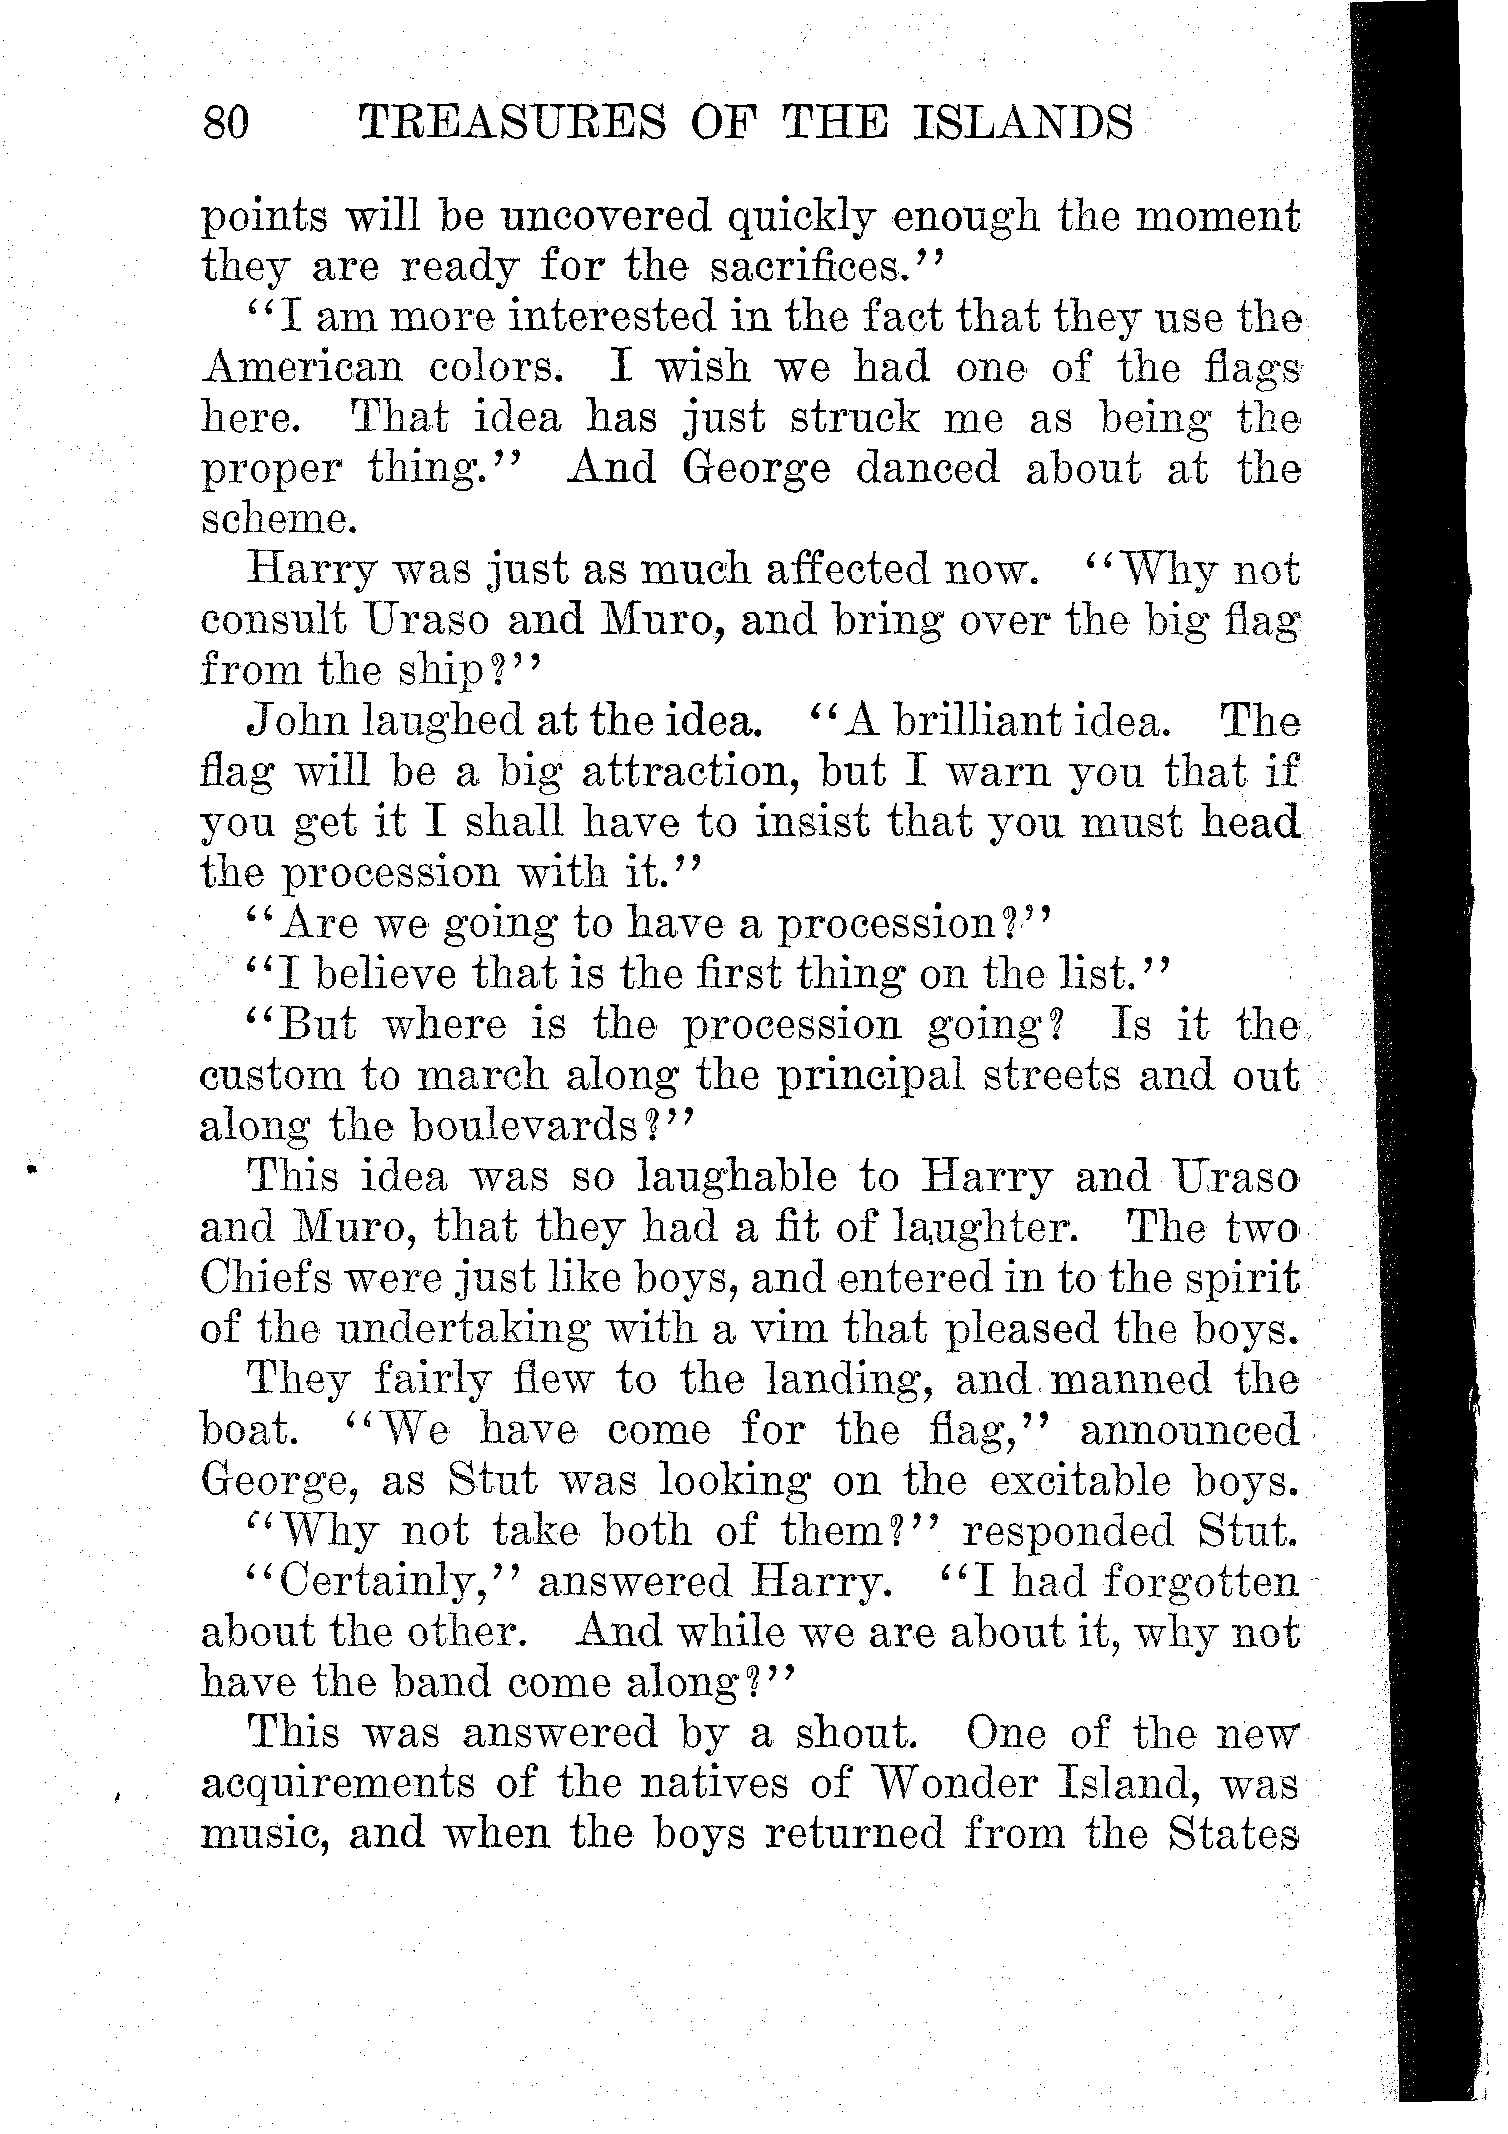 80 TREASURES OF THE ISLANDS
points will be uncovered quickly enough the moment
they are ready for the sacrifices."
"I am more interested in the fact that they use the
American colors. I wish we had one of the flags
here. That idea has just struck me as being the
proper thing." And George danced about at the
scheme.
Harry was just as much affected now. "Why not
consult Uraso and Muro, and bring over the big flag
from the ship?"
John laughed at the idea. "A brilliant idea. The
flag will be a big attraction, but I warn you that if
you get it I shall have to insist that you must head
the procession with it."
"Are we going to have a procession?"
"I believe that is the first thing on the list."
"But where is the procession going? Is it the
custom to march along the principal streets and out
along the boulevards?"
This idea was so laughable to Harry and Uraso
and Muro, that they had a fit of laughter. The two
Chiefs were just like boys, and entered in to the spirit
of the undertaking with a vim that pleased the boys.
They fairly flew to the landing, and manned the
boat. "We have come for the flag," announced
George, as Stut was looking on the excitable boys.
"Why not take both of them?" responded Stut.
"Certainly," answered Harry. "I had forgotten
about the other. And while we are about it, why not
have the band come along?"
This was answered by a shout. One of the new
acquirements of the natives of Wonder Island, was
music, and when the boys returned from the States